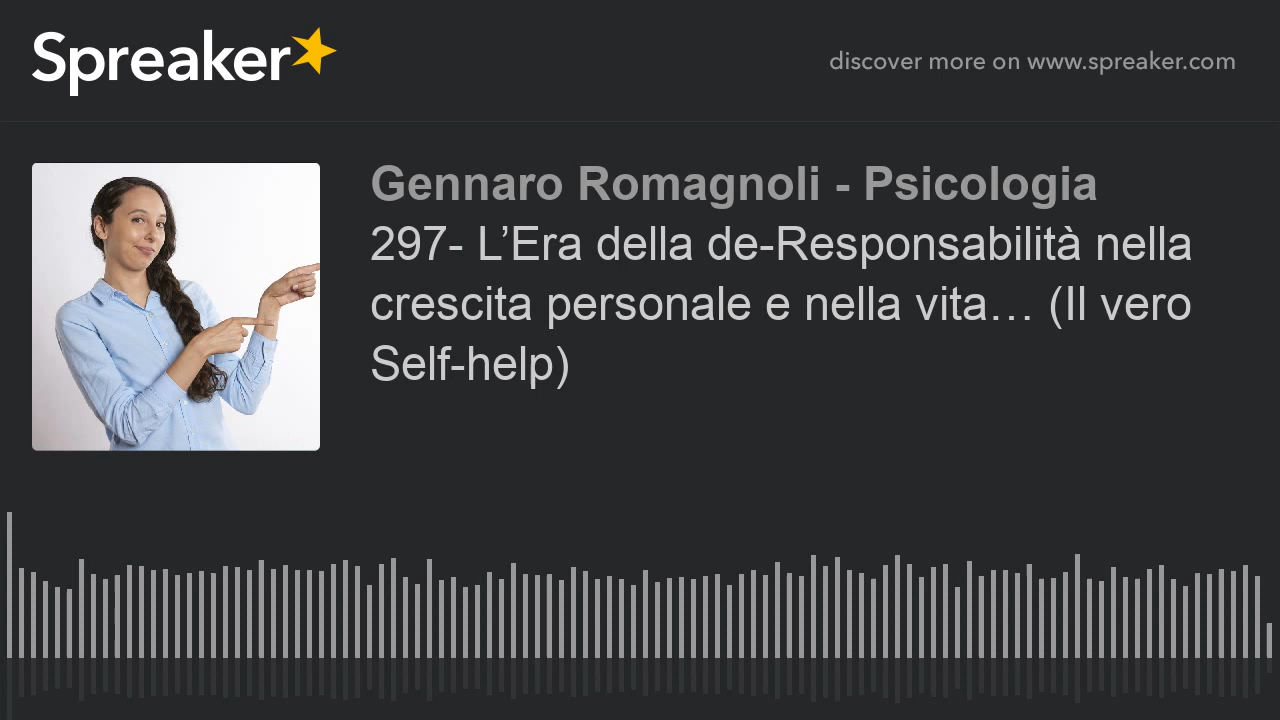 Spreaker
discover more on www.spreaker.com
Gennaro Romagnoli - Psicologia
297- L’Era della de-Responsabilità nella
crescita personale e nella vita… (Il vero
Self-help)